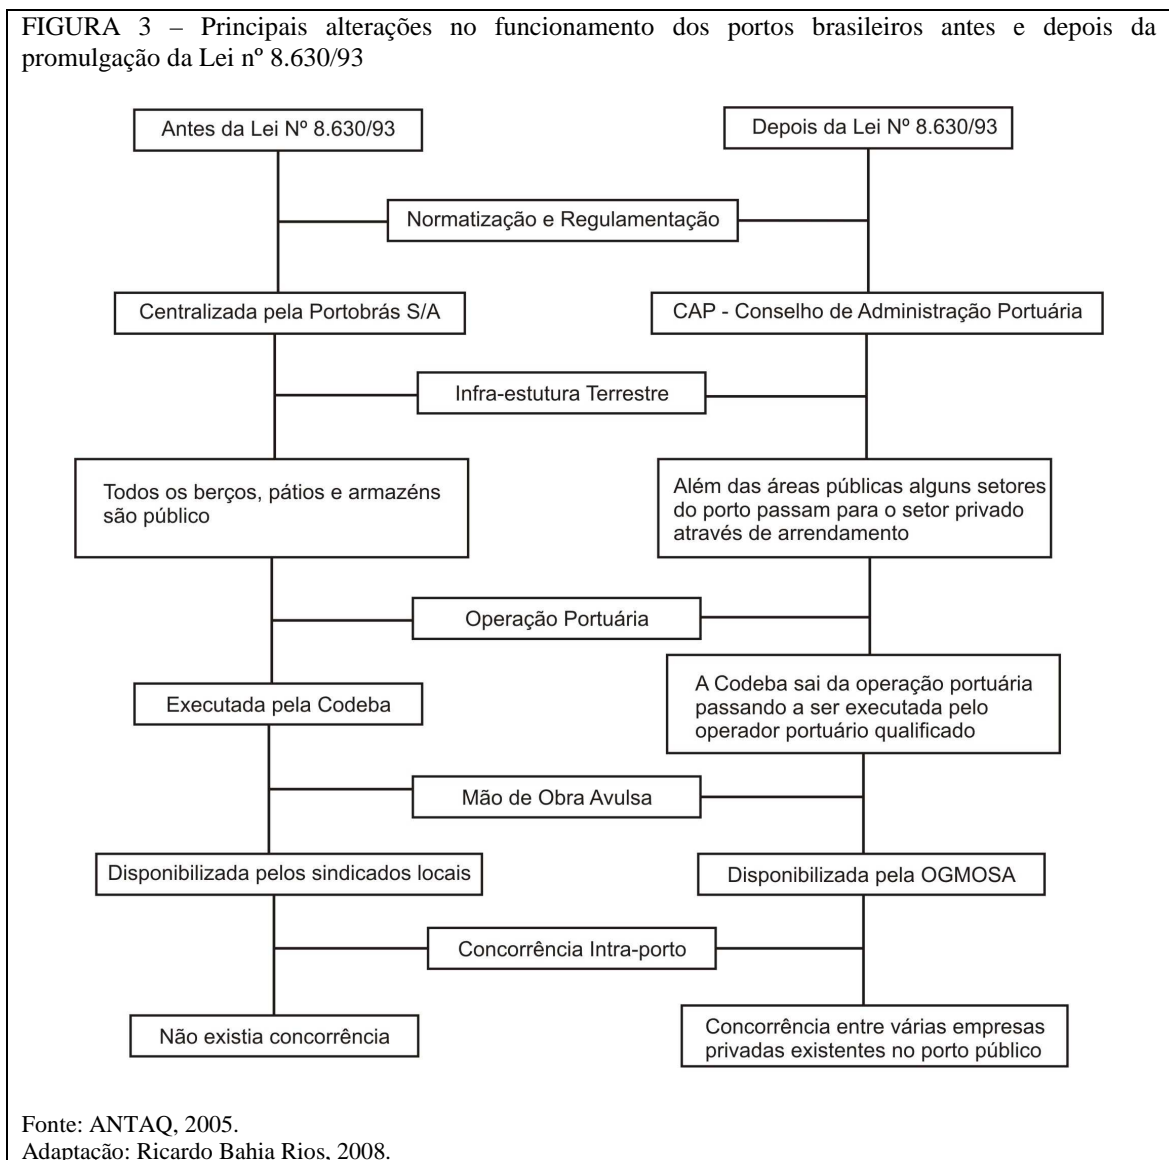 FIGURA 3 – Principais alterações no funcionamento dos portos brasileiros antes e depois da
promulgação da Lei nº 8.630/93
Antes da Lei Nº 8.630/93
Depois da Lei Nº 8.630/93
Normatização e Regulamentação
Centralizada pela Portobrás S/A
CAP - Conselho de Administração Portuária
Infra-estutura Terrestre
Todos os berços, pátios e armazéns
são público
Além das áreas públicas alguns setores
do porto passam para o setor privado
através de arrendamento
Operação Portuária
Executada pela Codeba
A Codeba sai da operação portuária
passando a ser executada pelo
operador portuário qualificado
Mão de Obra Avulsa
Disponibilizada pelos sindicados locais
Disponibilizada pela OGMOSA
Concorrência Intra-porto
Não existia concorrência
Concorrência entre várias empresas
privadas existentes no porto público
Fonte: ANTAQ, 2005.
Adaptação: Ricardo Bahia Rios, 2008.